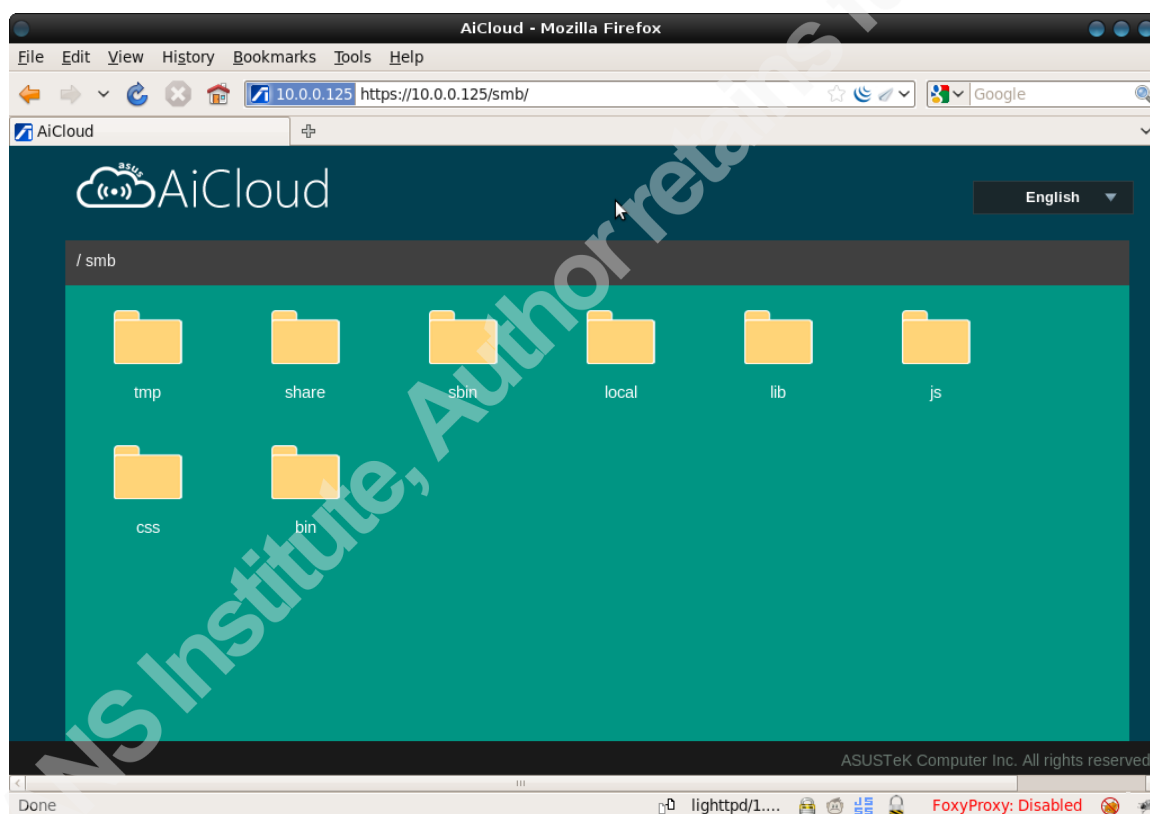 AiCloud - Mozilla Firefox
File Edit View History Bookmarks Tools Help
10.0.0.125 https://10.0.0.125/smb/ Google
AiCloud
asus AiCloud English
/ smb
tmp share sbin local lib js
css bin
ASUSTeK Computer Inc. All rights reserved
Done lighttpd/1.... FoxyProxy: Disabled
NS Institute, Author retains